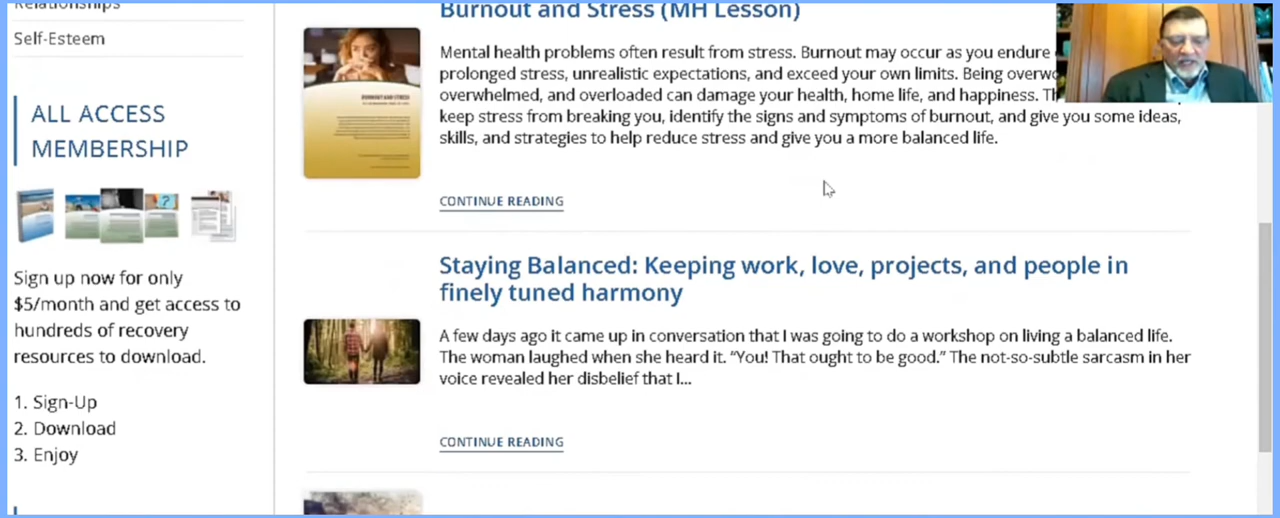 Relationships
Self-Esteem
ALL ACCESS
MEMBERSHIP
Sign up now for only
$5/month and get access to
hundreds of recovery
resources to download.
1. Sign-Up
2. Download
3. Enjoy
Burnout and Stress (MH Lesson)
Mental health problems often result from stress. Burnout may occur as you endure
prolonged stress, unrealistic expectations, and exceed your own limits. Being
overwhelmed, and overloaded can damage your health, home life, and happiness.
keep stress from breaking you, identify the signs and symptoms of burnout, and give you some ideas,
skills, and strategies to help reduce stress and give you a more balanced life.
CONTINUE READING
Staying Balanced: Keeping work, love, projects, and people in
finely tuned harmony
A few days ago it came up in conversation that I was going to do a workshop on living a balanced life.
The woman laughed when she heard it. “You! That ought to be good.” The not-so-subtle sarcasm in her
voice revealed her disbelief that I...
CONTINUE READING